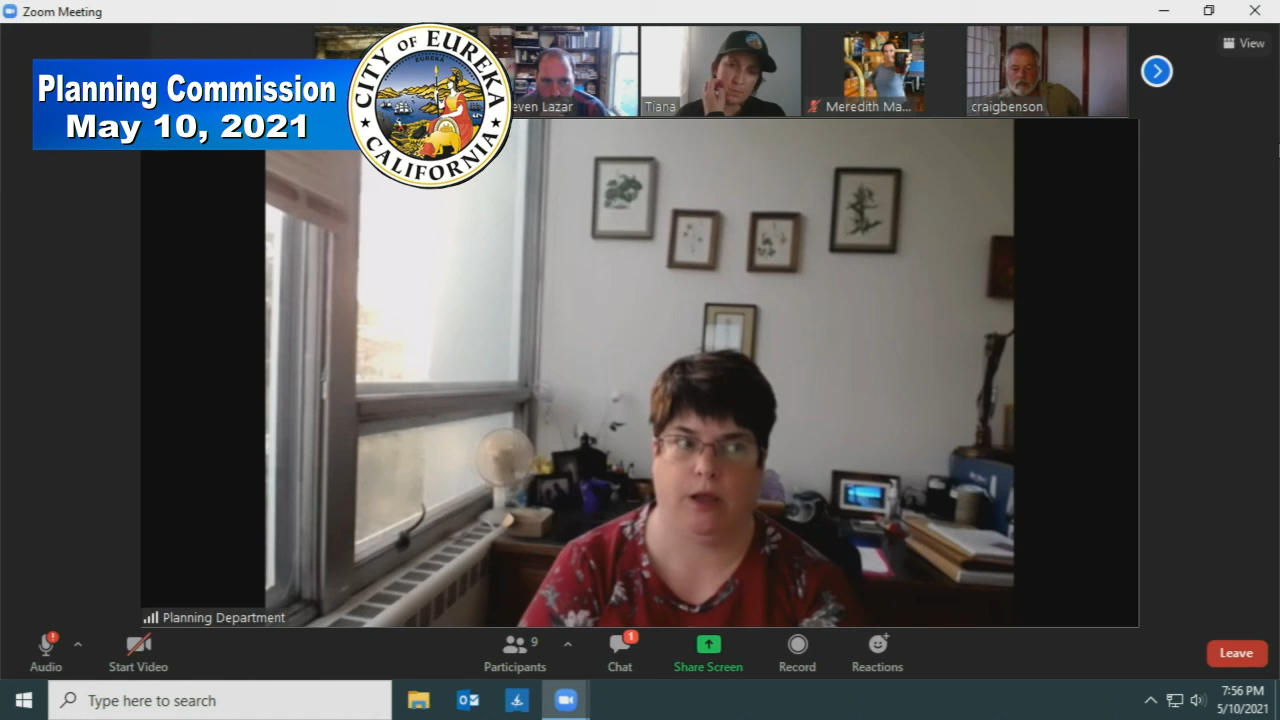 Zoom Meeting
Planning Commission
May 10, 2021
CITY OF EUREKA
EUREKA
CALIFORNIA
even Lazar
Tiana
Meredith Ma...
craigbenson
View
Planning Department
Audio
Start Video
Participants
9
Chat
1
Share Screen
Record
Reactions
Leave
Type here to search
7:56 PM
5/10/2021